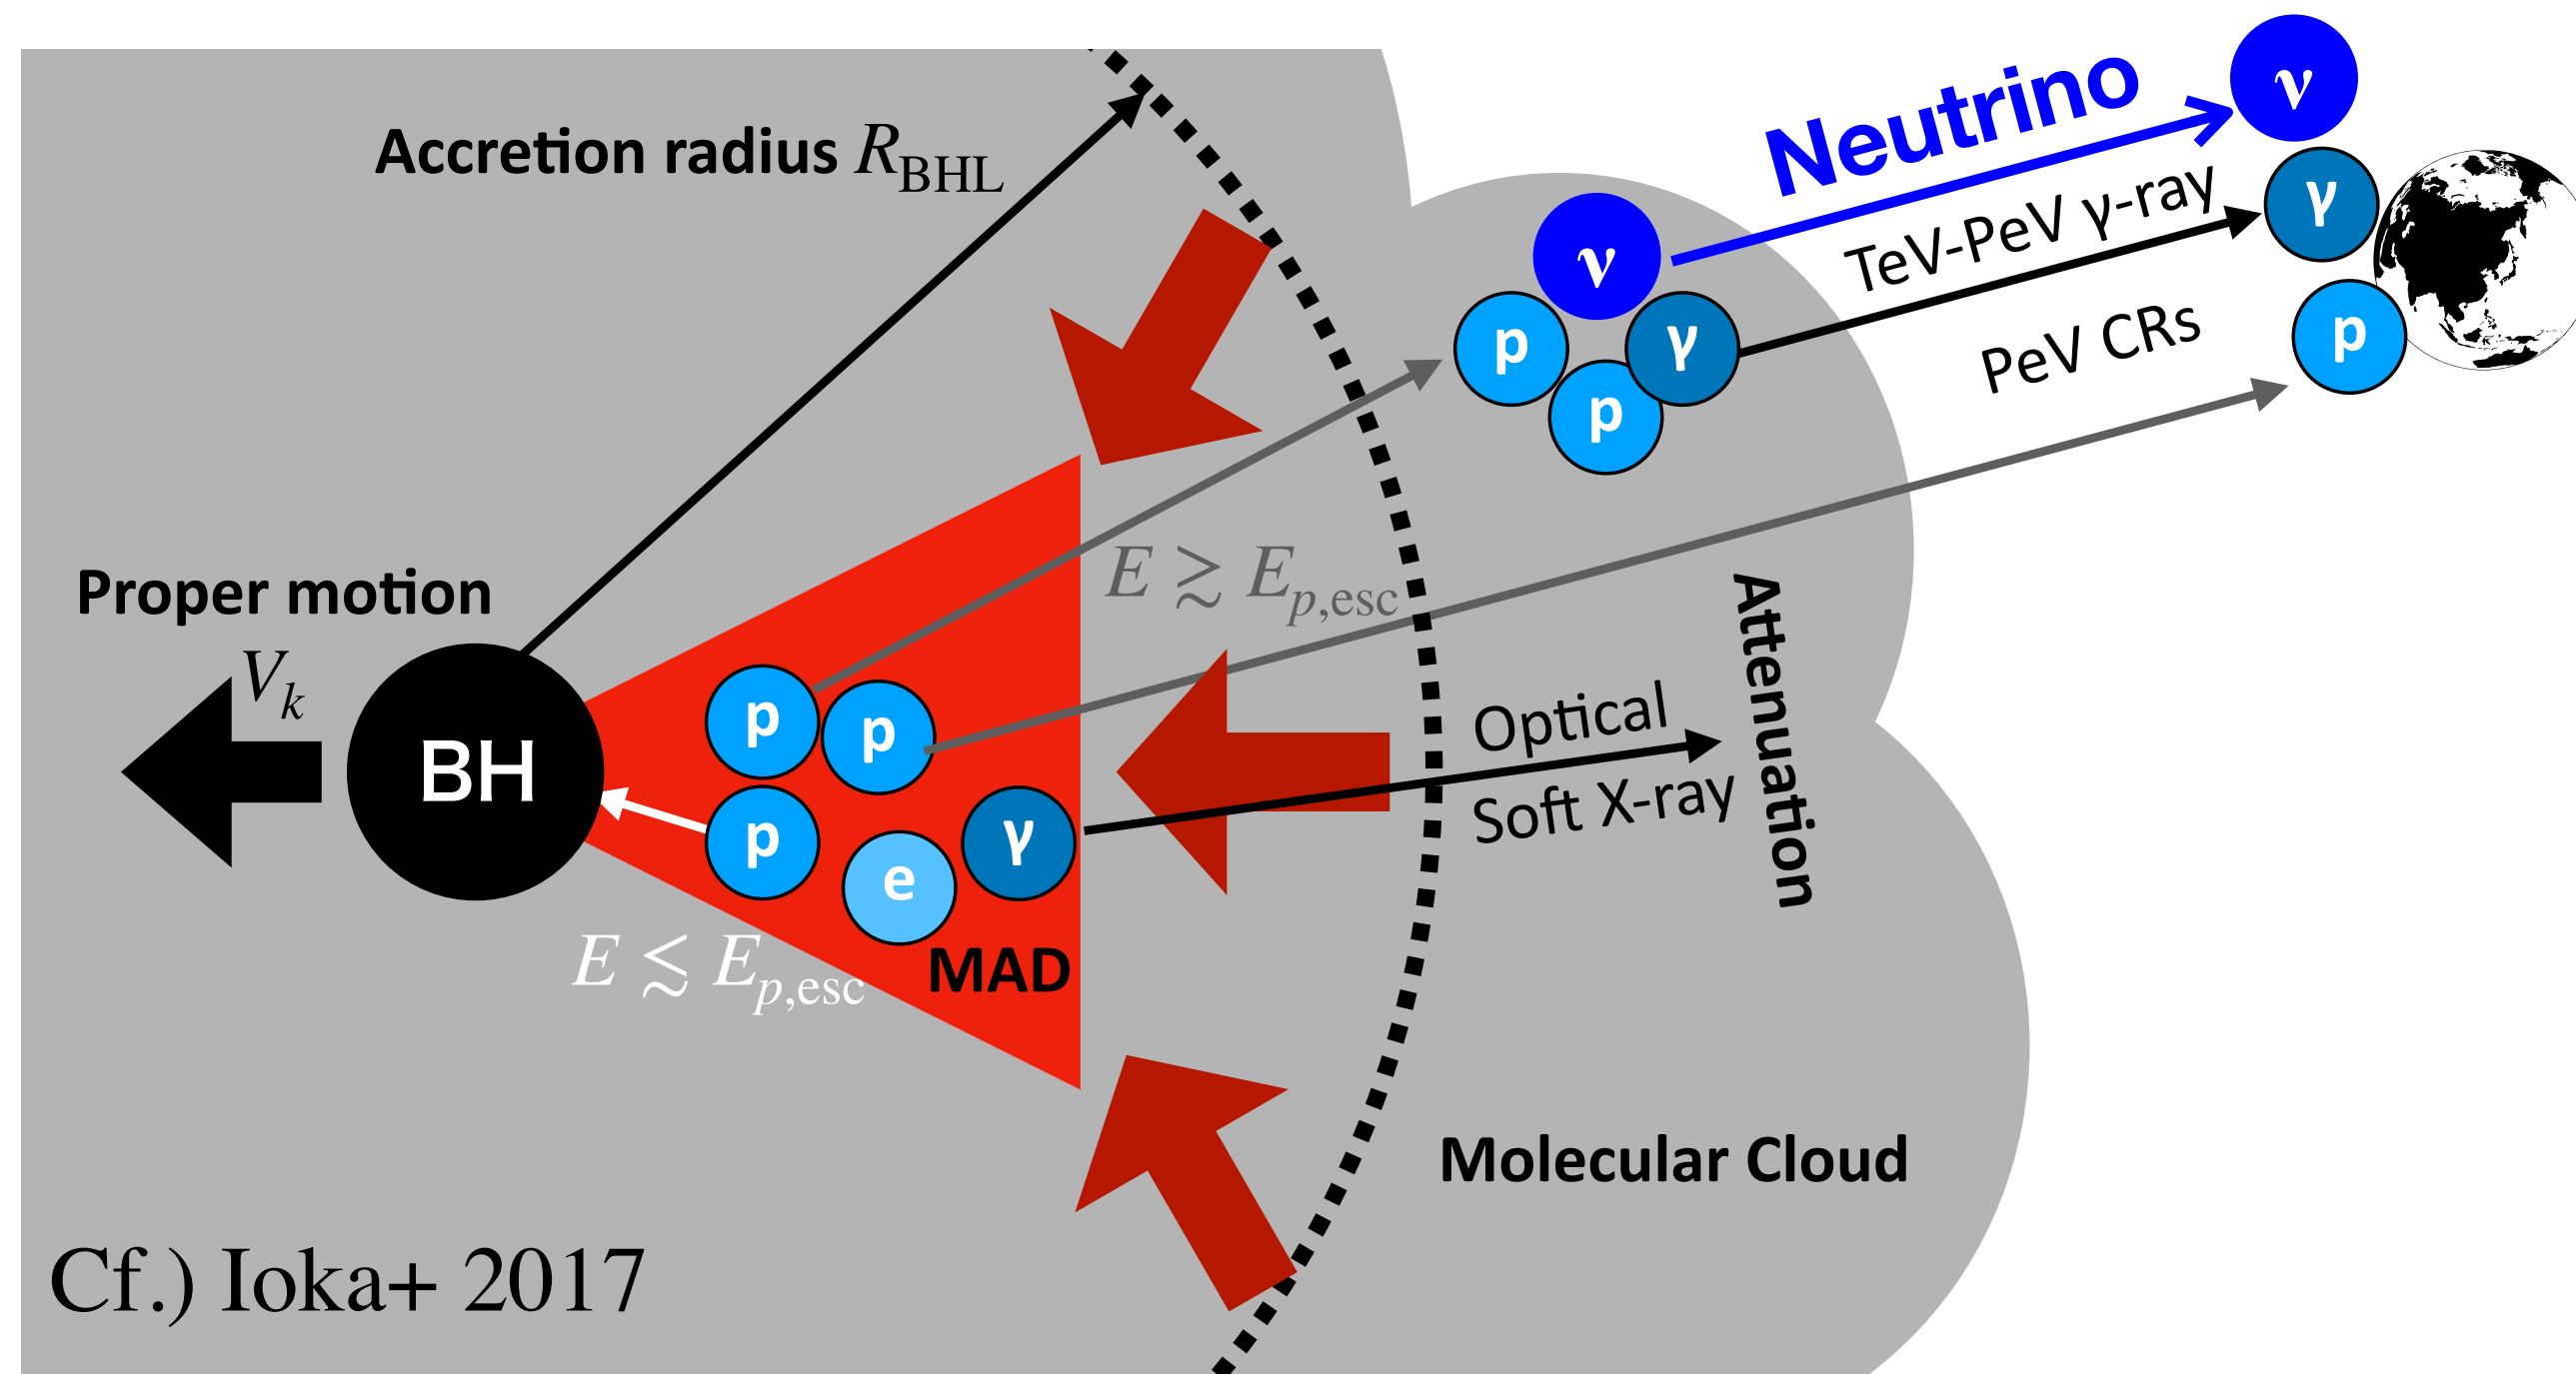 Accretion radius R_BHL
Neutrino
ν
TeV-PeV γ-ray
γ
PeV CRs
p
ν
p
γ
p
E ≳ E_p,esc
Proper motion
V_k
BH
p
p
p
e
γ
Optical
Soft X-ray
Attenuation
E ≲ E_p,esc
MAD
Molecular Cloud
Cf.) Ioka+ 2017